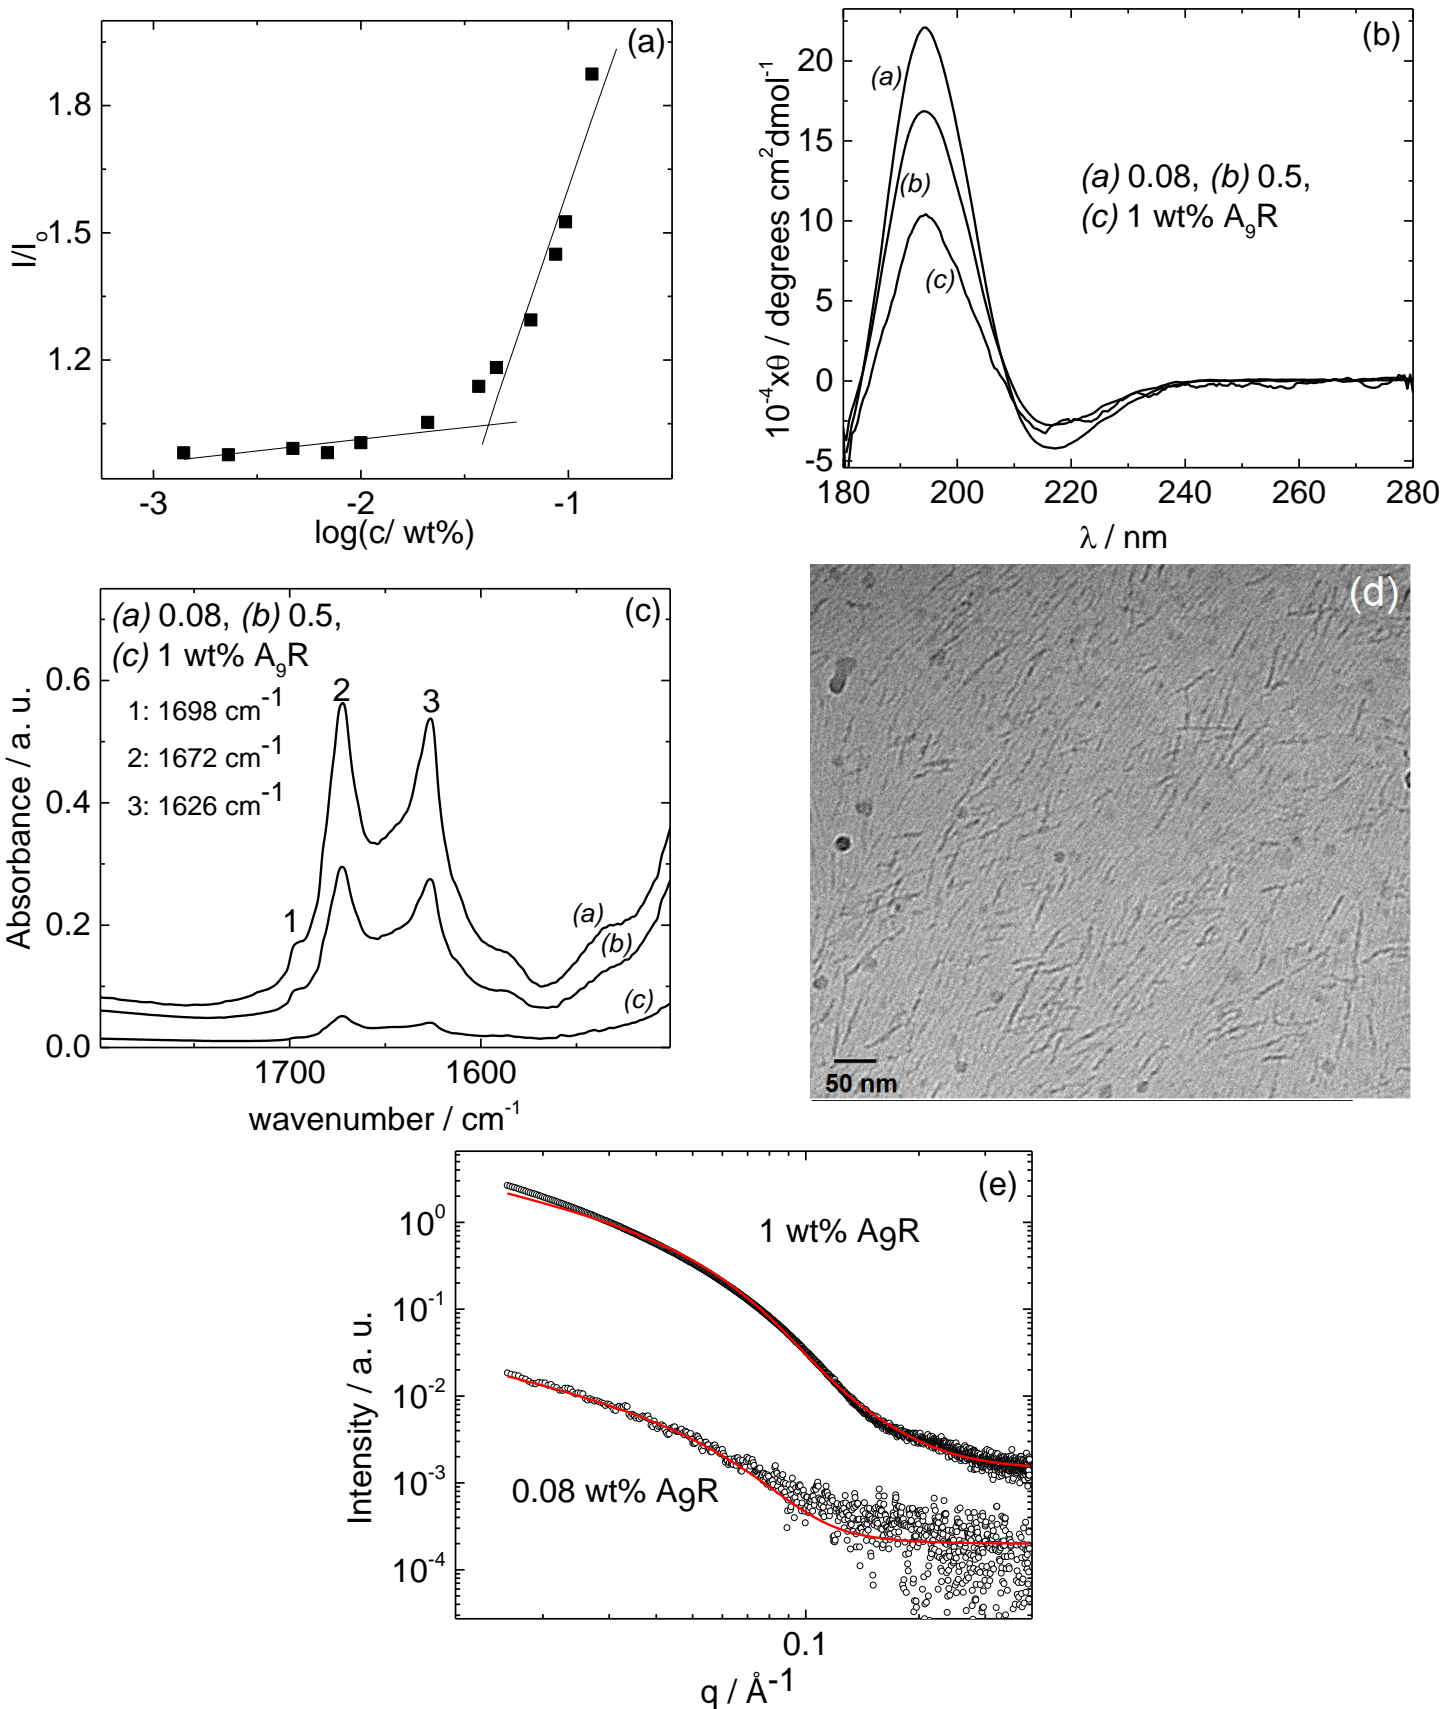 (a)
1.8
1.5
1.2
I/I₀
-3 -2 -1
log(c/ wt%)
(b)
20
15
10
5
0
-5
10⁻⁴xθ / degrees cm²dmol⁻¹
(a)
(b)
(c)
(a) 0.08, (b) 0.5,
(c) 1 wt% A₉R
180 200 220 240 260 280
λ / nm
(c)
(a) 0.08, (b) 0.5,
(c) 1 wt% A₉R
1: 1698 cm⁻¹
2: 1672 cm⁻¹
3: 1626 cm⁻¹
1
2
3
(a)
(b)
(c)
0.6
0.4
0.2
0.0
Absorbance / a. u.
1700 1600
wavenumber / cm⁻¹
(d)
50 nm
(e)
1 wt% A9R
0.08 wt% A9R
10⁰
10⁻¹
10⁻²
10⁻³
10⁻⁴
Intensity / a. u.
0.1
q / Å⁻¹